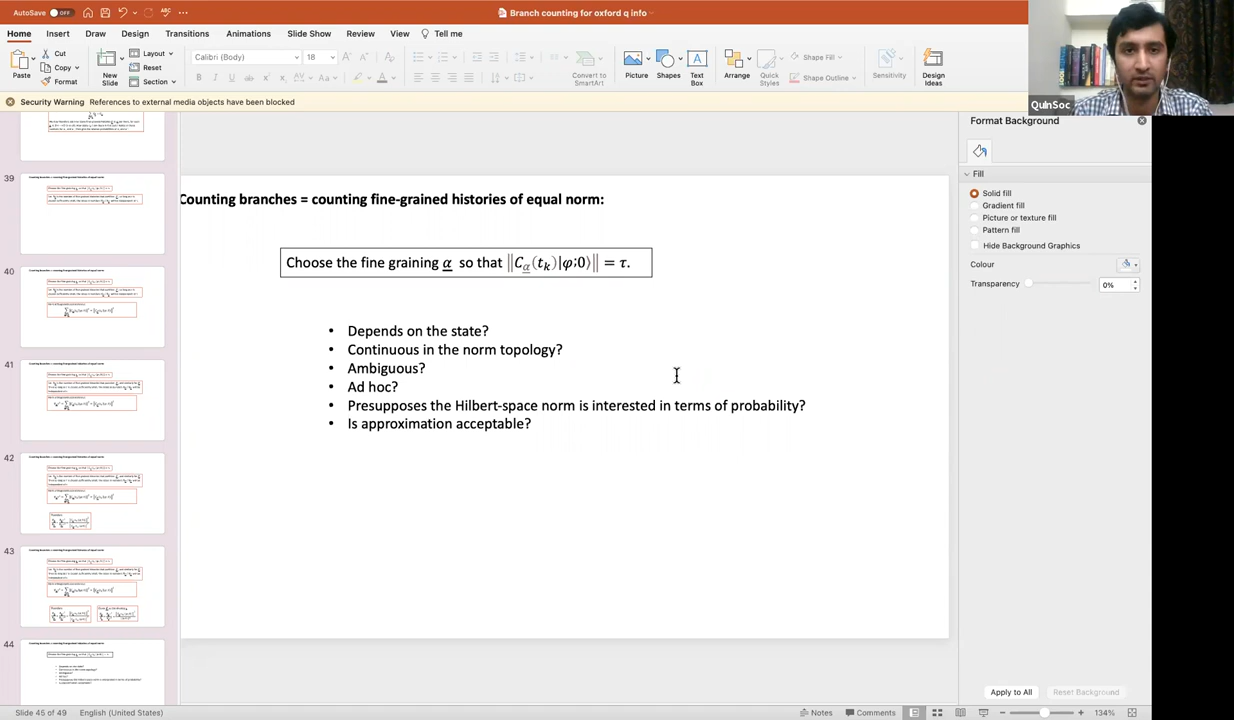 AutoSave OFF
Branch counting for oxford q info
Home Insert Draw Design Transitions Animations Slide Show Review View Tell me
Paste
Cut
Copy
Format
New Slide
Layout
Reset
Section
Calibri (Body) 18
Convert to SmartArt
Picture
Shapes
Text Box
Arrange
Quick Styles
Shape Fill
Shape Outline
Sensitivity
Design Ideas
QuinSoc
Security Warning References to external media objects have been blocked
Format Background
Fill
Solid fill
Gradient fill
Picture or texture fill
Pattern fill
Hide Background Graphics
Colour
Transparency 0%
39
40
41
42
43
44
Counting branches = counting fine-grained histories of equal norm:
Choose the fine graining α so that ||C_α(t_k)|φ;0⟩|| = τ.
• Depends on the state?
• Continuous in the norm topology?
• Ambiguous?
• Ad hoc?
• Presupposes the Hilbert-space norm is interested in terms of probability?
• Is approximation acceptable?
Apply to All Reset Background
Slide 45 of 49 English (United States) Notes Comments 134%